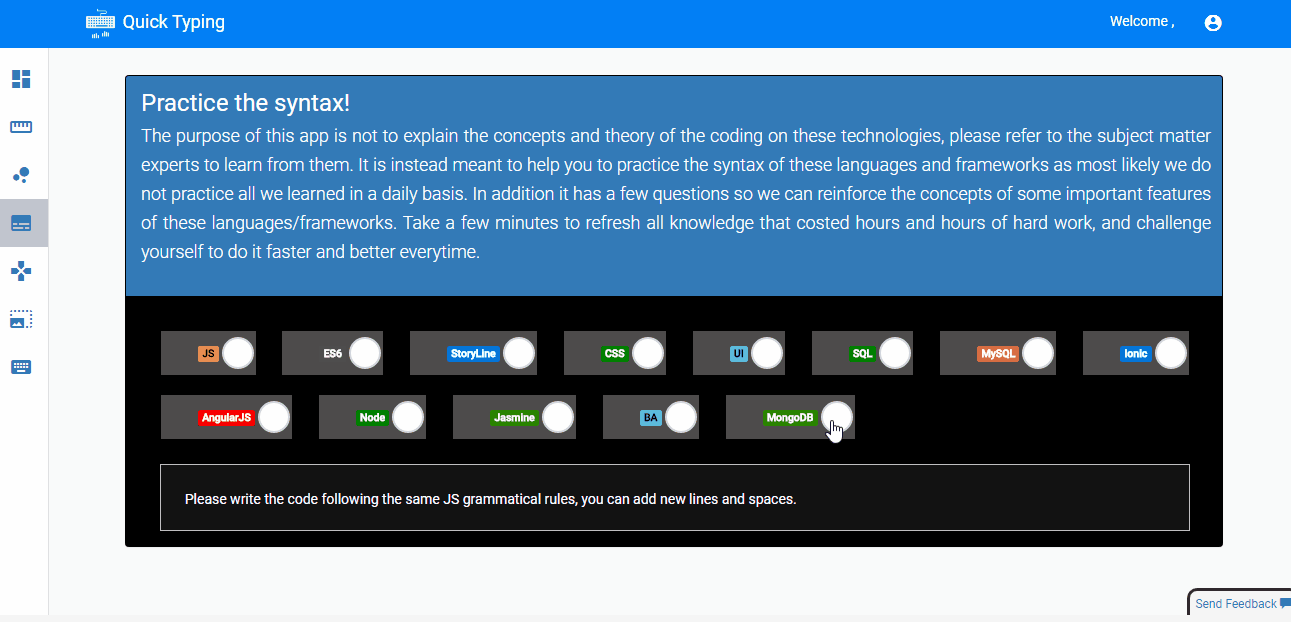 Quick Typing
Welcome ,
Practice the syntax!
The purpose of this app is not to explain the concepts and theory of the coding on these technologies, please refer to the subject matter
experts to learn from them. It is instead meant to help you to practice the syntax of these languages and frameworks as most likely we do
not practice all we learned in a daily basis. In addition it has a few questions so we can reinforce the concepts of some important features
of these languages/frameworks. Take a few minutes to refresh all knowledge that costed hours and hours of hard work, and challenge
yourself to do it faster and better everytime.
JS ES6 StoryLine CSS UI SQL MySQL Ionic
AngularJS Node Jasmine BA MongoDB
Please write the code following the same JS grammatical rules, you can add new lines and spaces.
Send Feedback